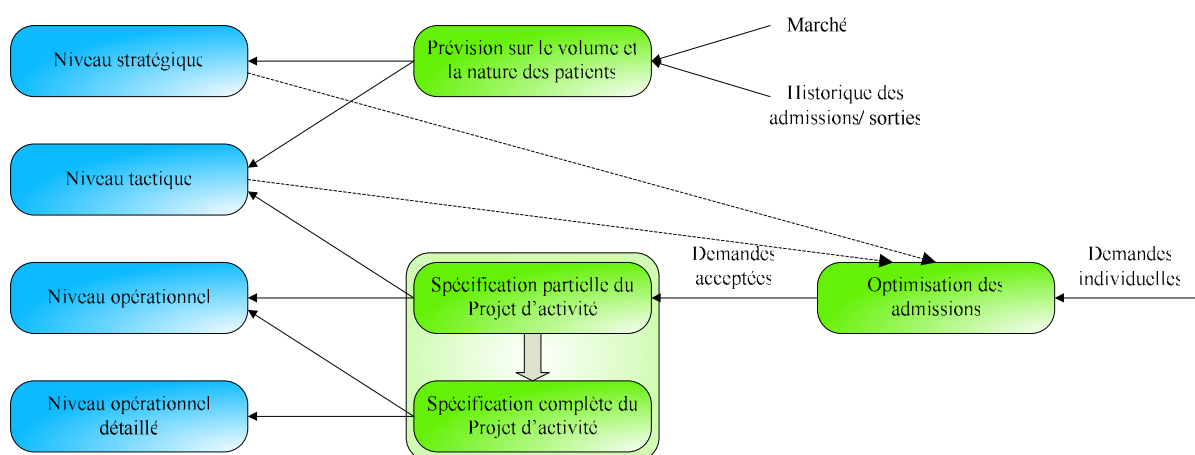 Marché
Niveau stratégique
Prévision sur le volume et
la nature des patients
Historique des
admissions/ sorties
Niveau tactique
Demandes
acceptées
Demandes
individuelles
Niveau opérationnel
Spécification partielle du
Projet d’activité
Optimisation des
admissions
Niveau opérationnel
détaillé
Spécification complète du
Projet d’activité